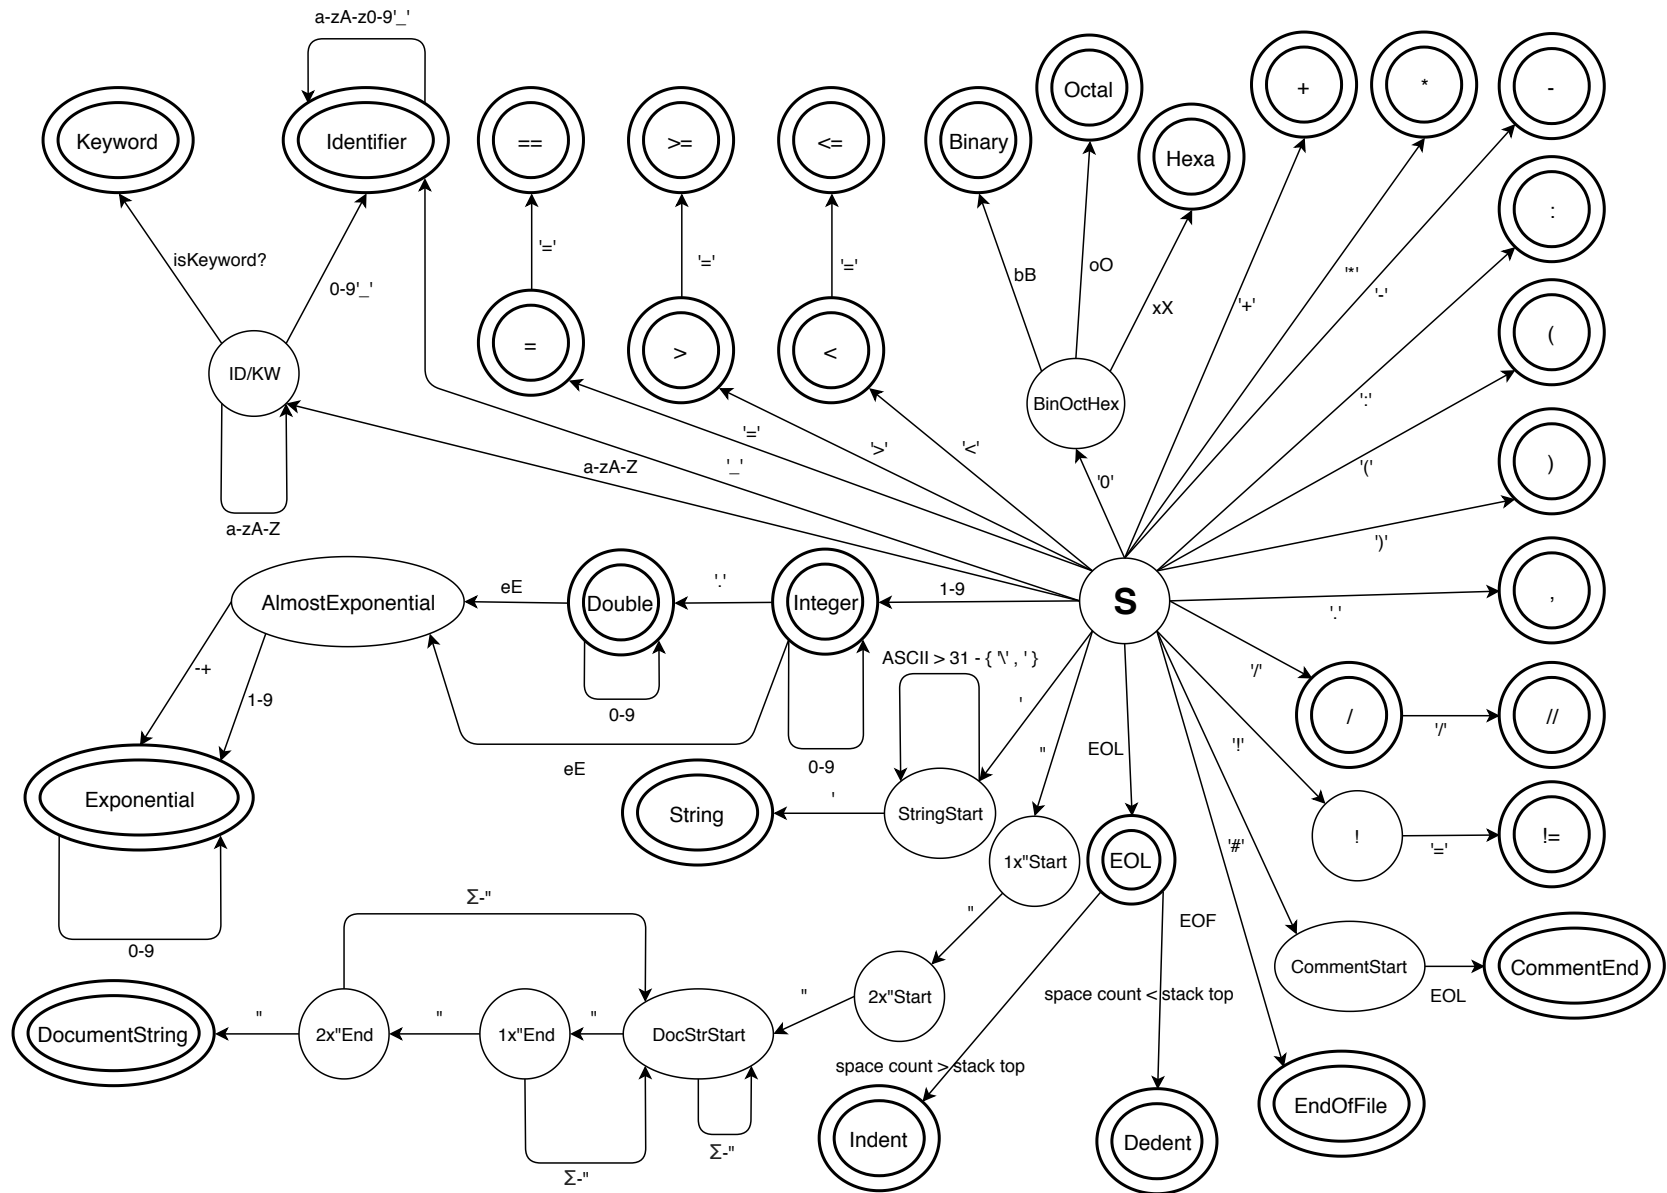 a-zA-z0-9'_'
Keyword
Identifier
==
>=
<=
Binary
Octal
Hexa
+
*
-
:
isKeyword?
0-9'_'
'='
'='
'='
bB
oO
xX
'+'
'*'
'-'
ID/KW
=
>
<
BinOctHex
(
':'
a-zA-Z
'_'
'='
'>'
'<'
'0'
'('
)
a-zA-Z
')'
AlmostExponential
eE
Double
'.'
Integer
1-9
S
'.'
,
-+
1-9
0-9
eE
0-9
ASCII > 31 - { '\' , ' }
'
"
EOL
'/'
/
'/'
//
'!'
Exponential
0-9
String
'
StringStart
1x"Start
EOL
'#'
!
'='
!=
Σ-"
"
EOF
CommentStart
EOL
CommentEnd
2x"Start
space count < stack top
DocumentString
"
2x"End
"
1x"End
"
DocStrStart
"
space count > stack top
Σ-"
Σ-"
Indent
Dedent
EndOfFile